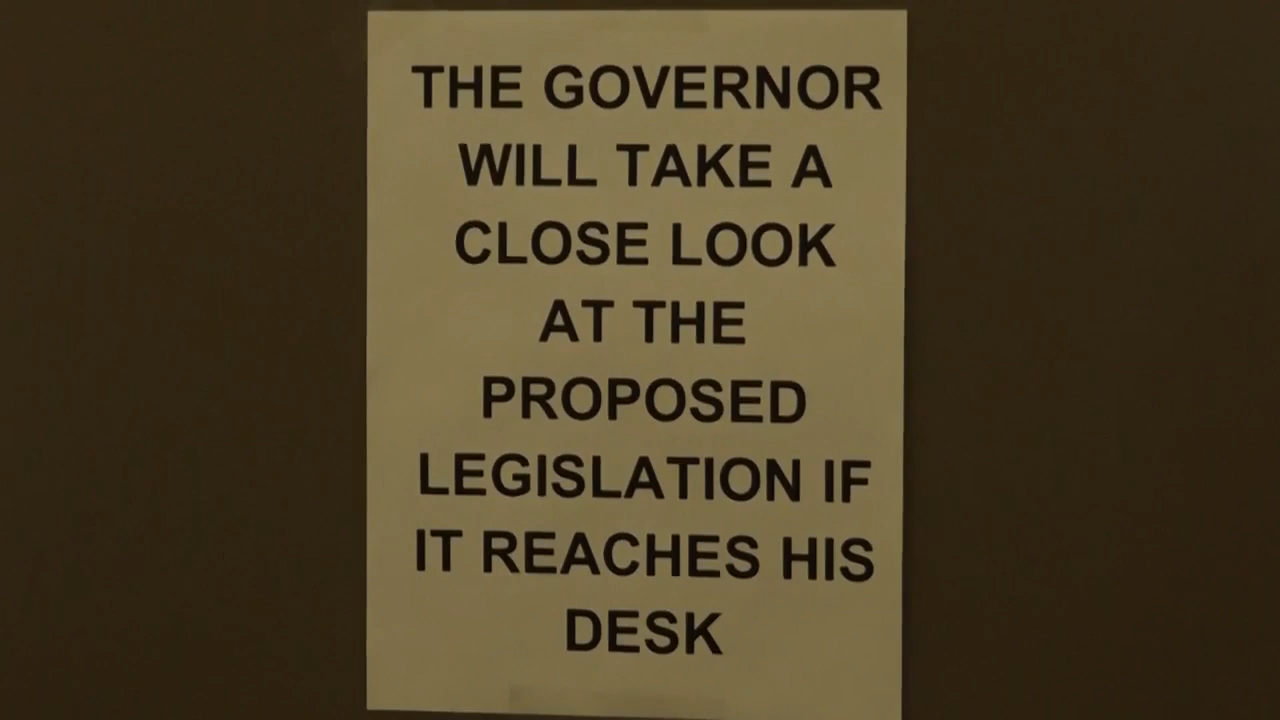 THE GOVERNOR
WILL TAKE A
CLOSE LOOK
AT THE
PROPOSED
LEGISLATION IF
IT REACHES HIS
DESK